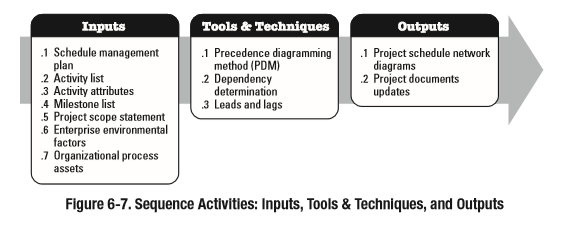 Inputs
.1 Schedule management
plan
.2 Activity list
.3 Activity attributes
.4 Milestone list
.5 Project scope statement
.6 Enterprise environmental
factors
.7 Organizational process
assets
Tools & Techniques
.1 Precedence diagramming
method (PDM)
.2 Dependency
determination
.3 Leads and lags
Outputs
.1 Project schedule network
diagrams
.2 Project documents
updates
Figure 6-7. Sequence Activities: Inputs, Tools & Techniques, and Outputs